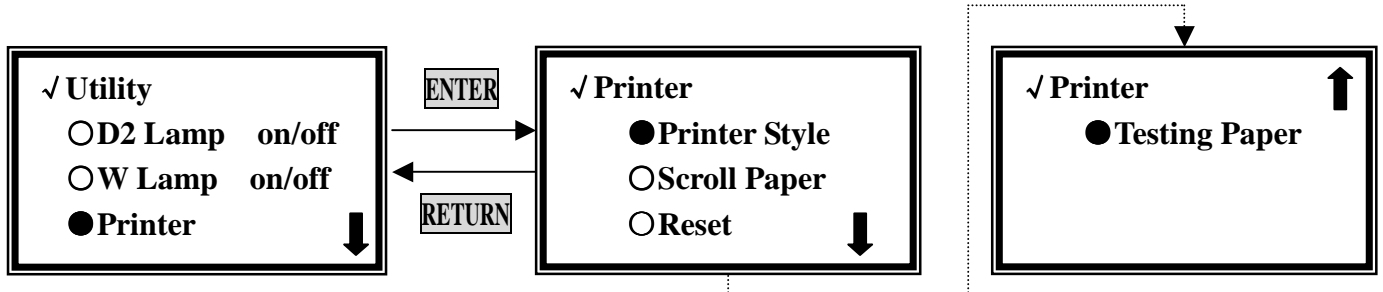 √ Utility
○D2 Lamp on/off
○W Lamp on/off
●Printer
ENTER
RETURN
√ Printer
●Printer Style
○Scroll Paper
○Reset
√ Printer
●Testing Paper